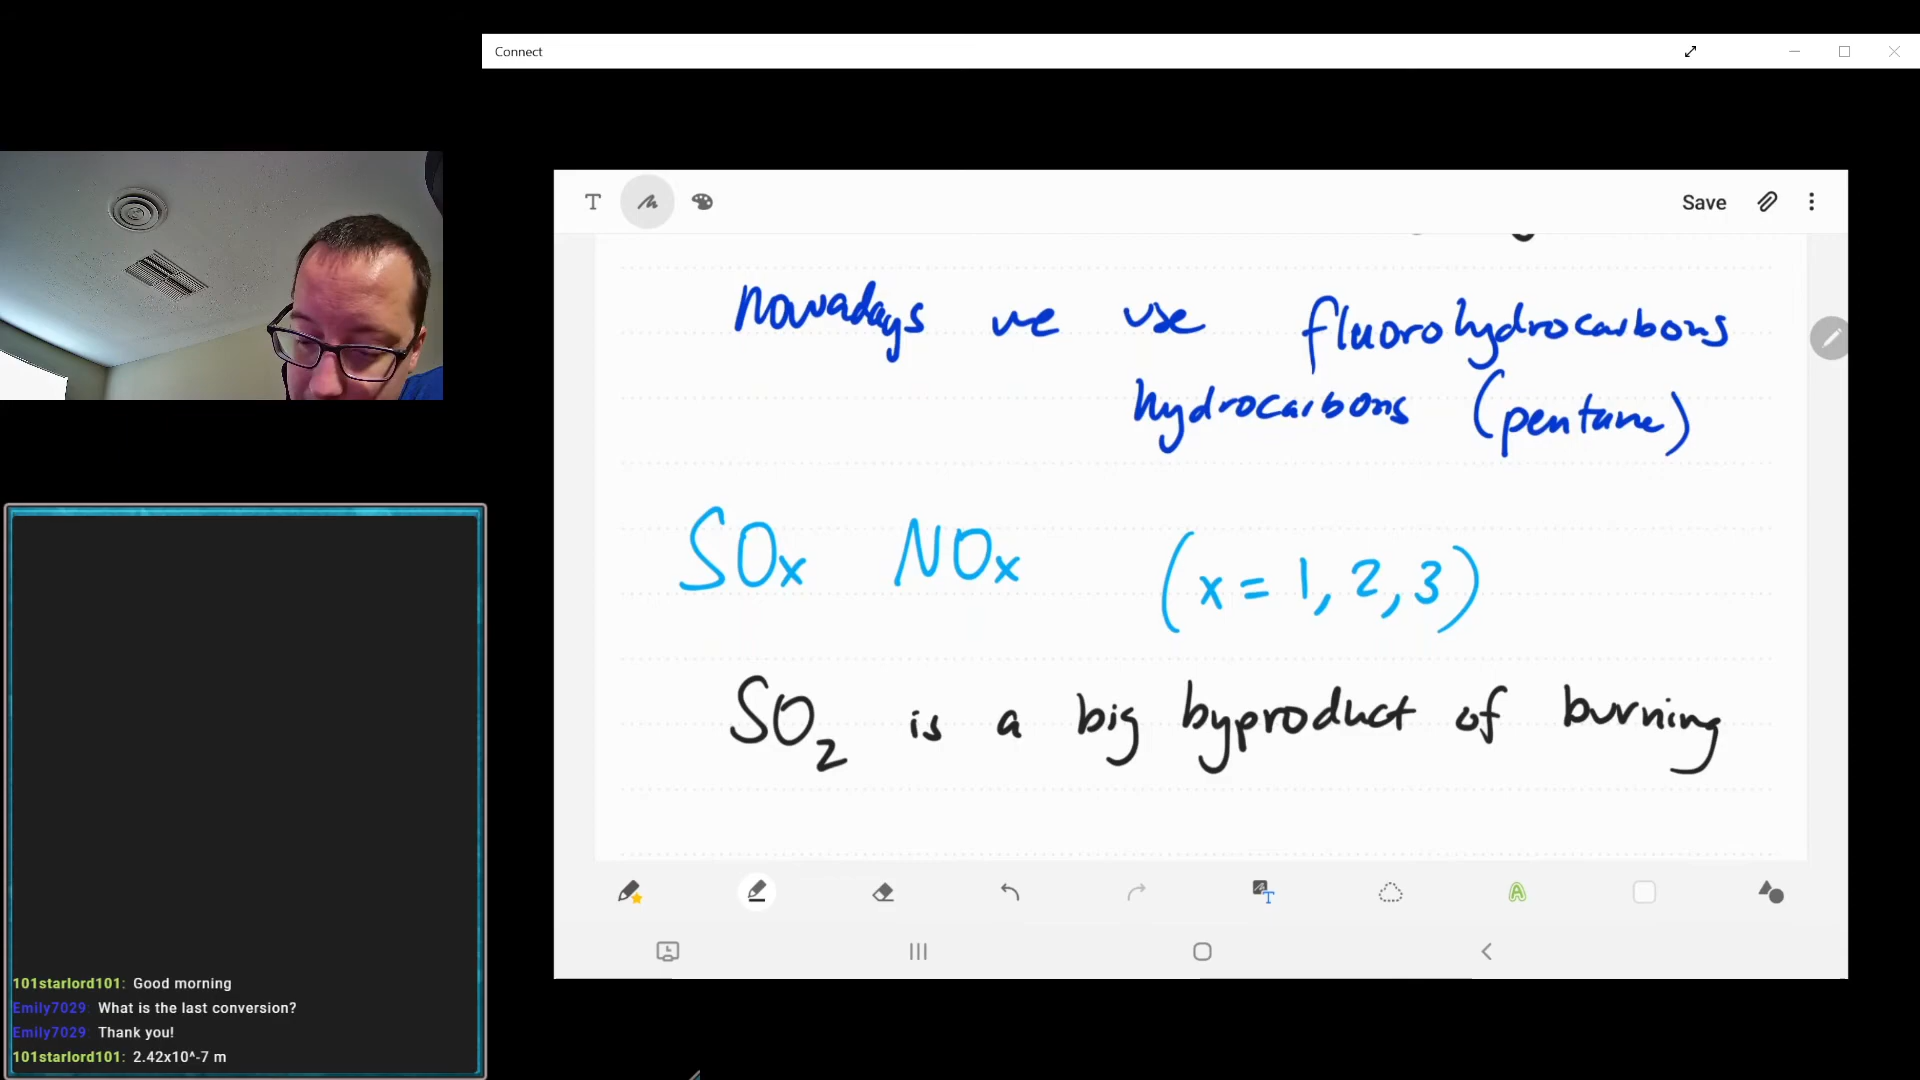 Connect
T
Save
Nowadays we use fluorohydrocarbons
hydrocarbons (pentane)
SOx NOx (x = 1, 2, 3)
SO2 is a big byproduct of burning
T
A
101starlord101: Good morning
Emily7029: What is the last conversion?
Emily7029: Thank you!
101starlord101: 2.42x10^-7 m